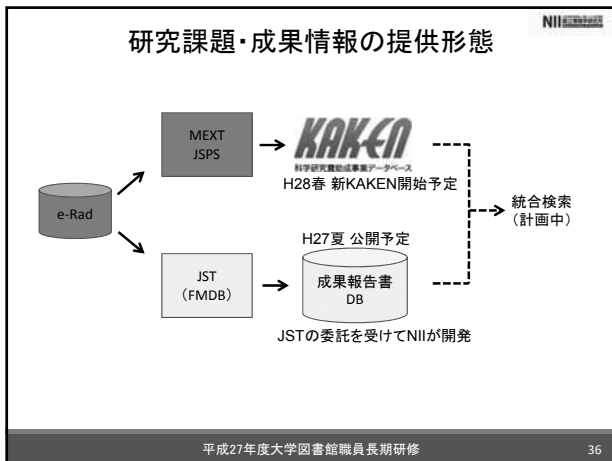 NII
研究課題・成果情報の提供形態
e-Rad
MEXT
JSPS
KAKEN
科学研究費助成事業データベース
H28春 新KAKEN開始予定
統合検索
（計画中）
H27夏 公開予定
JST
（FMDB）
成果報告書
DB
JSTの委託を受けてNIIが開発
平成27年度大学図書館職員長期研修
36